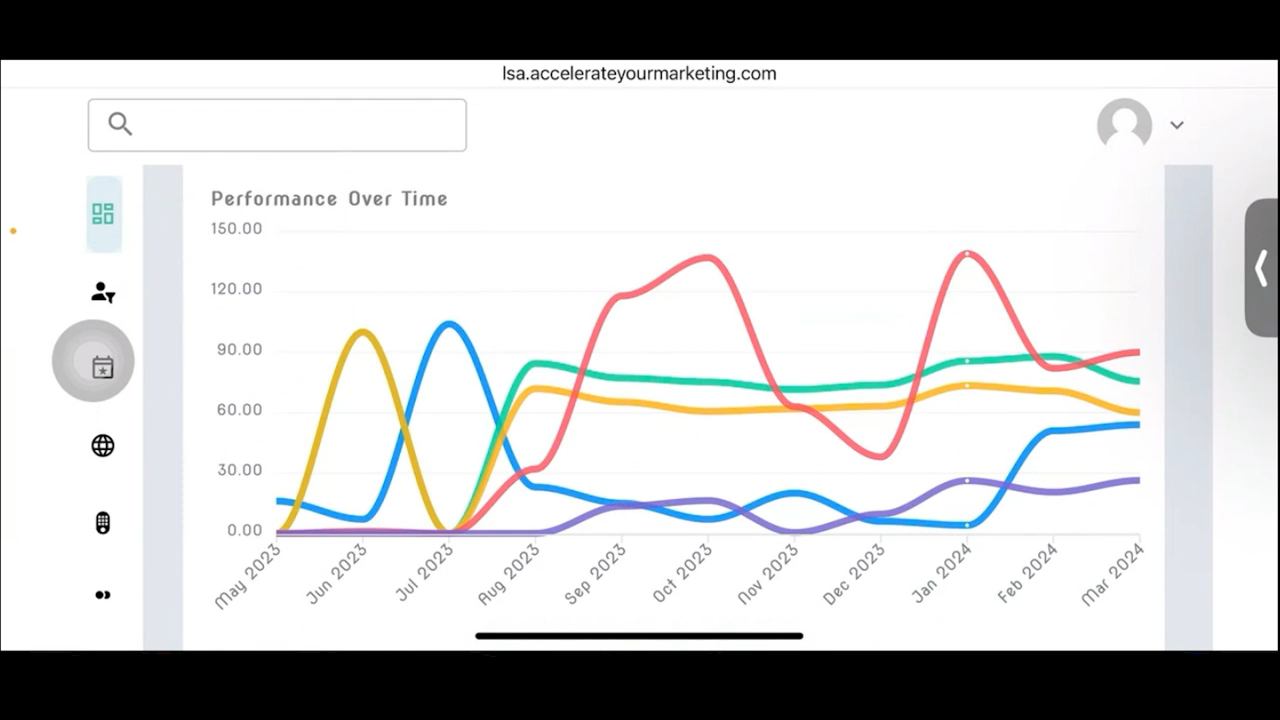 lsa.accelerateyourmarketing.com
Performance Over Time
150.00
120.00
90.00
60.00
30.00
0.00
May 2023
Jun 2023
Jul 2023
Aug 2023
Sep 2023
Oct 2023
Nov 2023
Dec 2023
Jan 2024
Feb 2024
Mar 2024